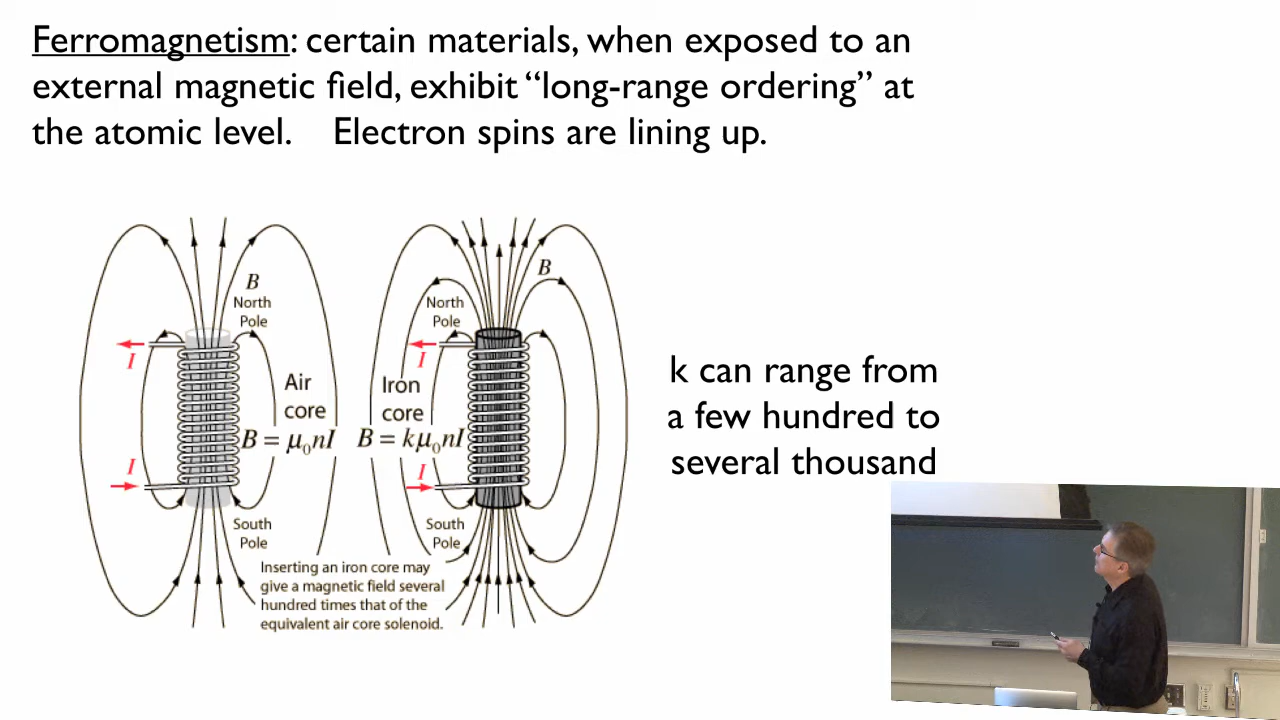 Ferromagnetism: certain materials, when exposed to an
external magnetic field, exhibit “long-range ordering” at
the atomic level. Electron spins are lining up.
B
North
Pole
I
Air
core
B = μ₀nI
I
South
Pole
B
North
Pole
I
Iron
core
B = kμ₀nI
I
South
Pole
Inserting an iron core may
give a magnetic field several
hundred times that of the
equivalent air core solenoid.
k can range from
a few hundred to
several thousand